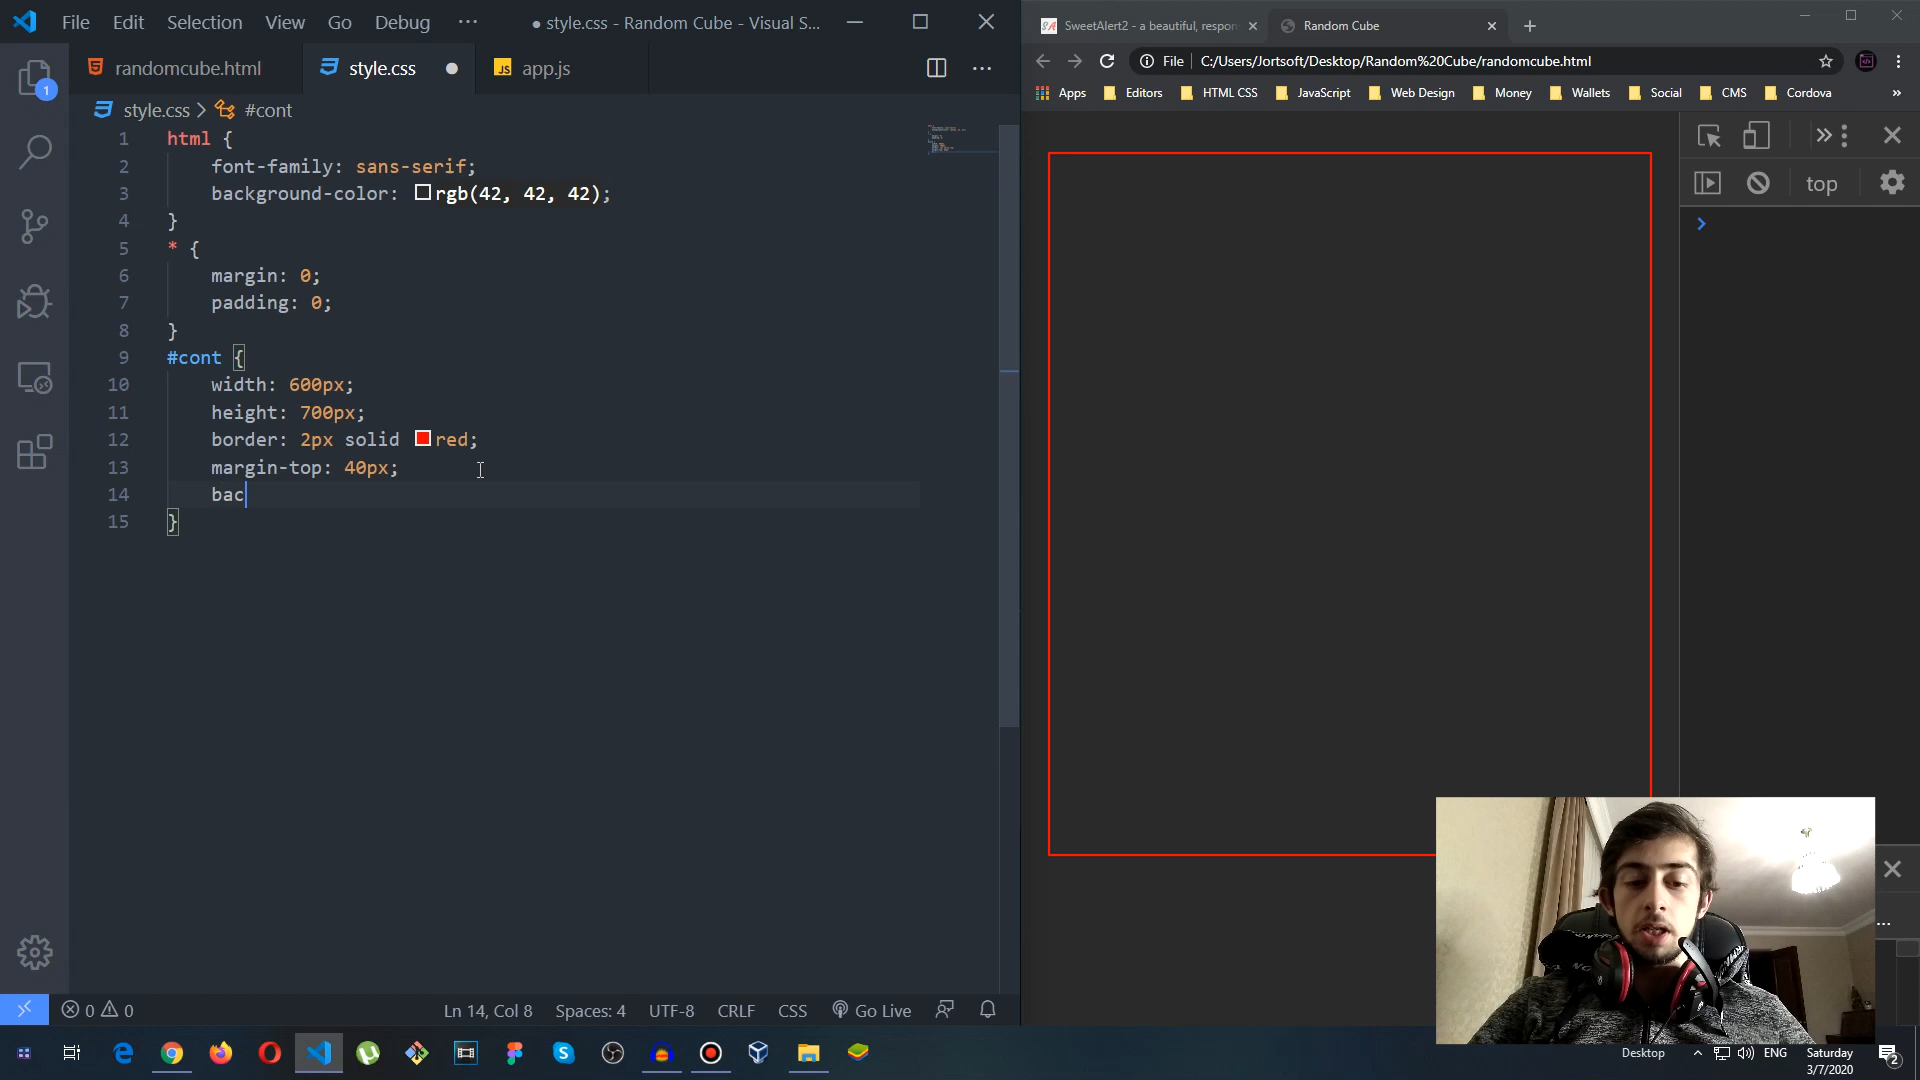 File Edit Selection View Go Debug ··· ● style.css - Random Cube - Visual S...
randomcube.html style.css ● JS app.js ···
style.css > #cont
1 html {
2 font-family: sans-serif;
3 background-color: rgb(42, 42, 42);
4 }
5 * {
6 margin: 0;
7 padding: 0;
8 }
9 #cont {
10 width: 600px;
11 height: 700px;
12 border: 2px solid red;
13 margin-top: 40px;
14 bac
15 }
1
0 0 Ln 14, Col 8 Spaces: 4 UTF-8 CRLF CSS Go Live
SA SweetAlert2 - a beautiful, respon Random Cube
File C:/Users/Jortsoft/Desktop/Random%20Cube/randomcube.html
Apps Editors HTML CSS JavaScript Web Design Money Wallets Social CMS Cordova »
top
Desktop ENG Saturday
3/7/2020
2